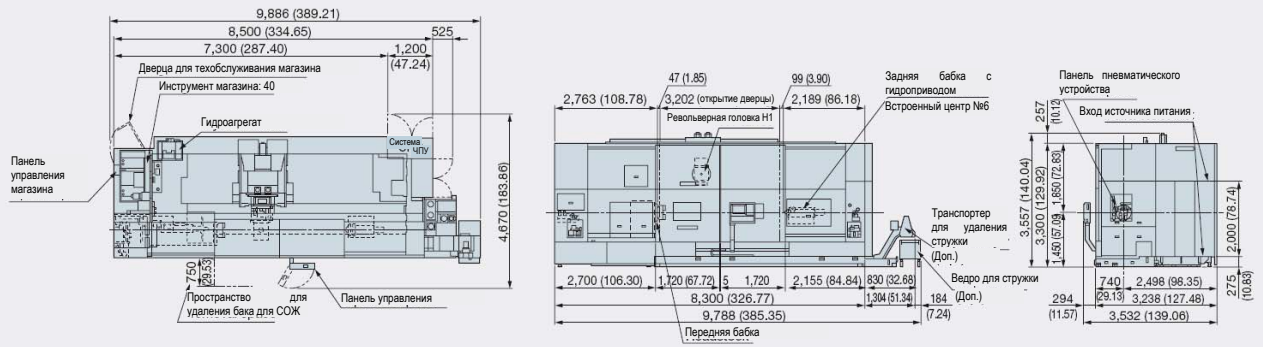 9,886 (389.21)
8,500 (334.65)
525
7,300 (287.40)
1,200
(47.24)
Дверца для техобслуживания магазина
Инструмент магазина: 40
Гидроагрегат
Система
ЧПУ
Панель
управления
магазина
4,670 (183.86)
750
(29.53)
Пространство для
удаления бака для СОЖ
Панель управления
47 (1.85)
99 (3.90)
2,763 (108.78)
3,202 (открытие дверцы)
2,189 (86.18)
Револьверная головка H1
Задняя бабка с
гидроприводом
Встроенный центр №6
Транспортер
для удаления
стружки
(Доп.)
Ведро для стружки
(Доп.)
2,700 (106.30)
1,720 (67.72)
5
1,720
2,155 (84.84)
830 (32.68)
8,300 (326.77)
1,304 (51.34)
184
(7.24)
9,788 (385.35)
Передняя бабка
Панель пневматического
устройства
Вход источника питания
257
(10.12)
3,557 (140.04)
3,300 (129.92)
1,850 (72.83)
1,450 (57.09)
2,000 (78.74)
275
(10.83)
740
(29.13)
2,498 (98.35)
294
(11.57)
3,238 (127.48)
3,532 (139.06)